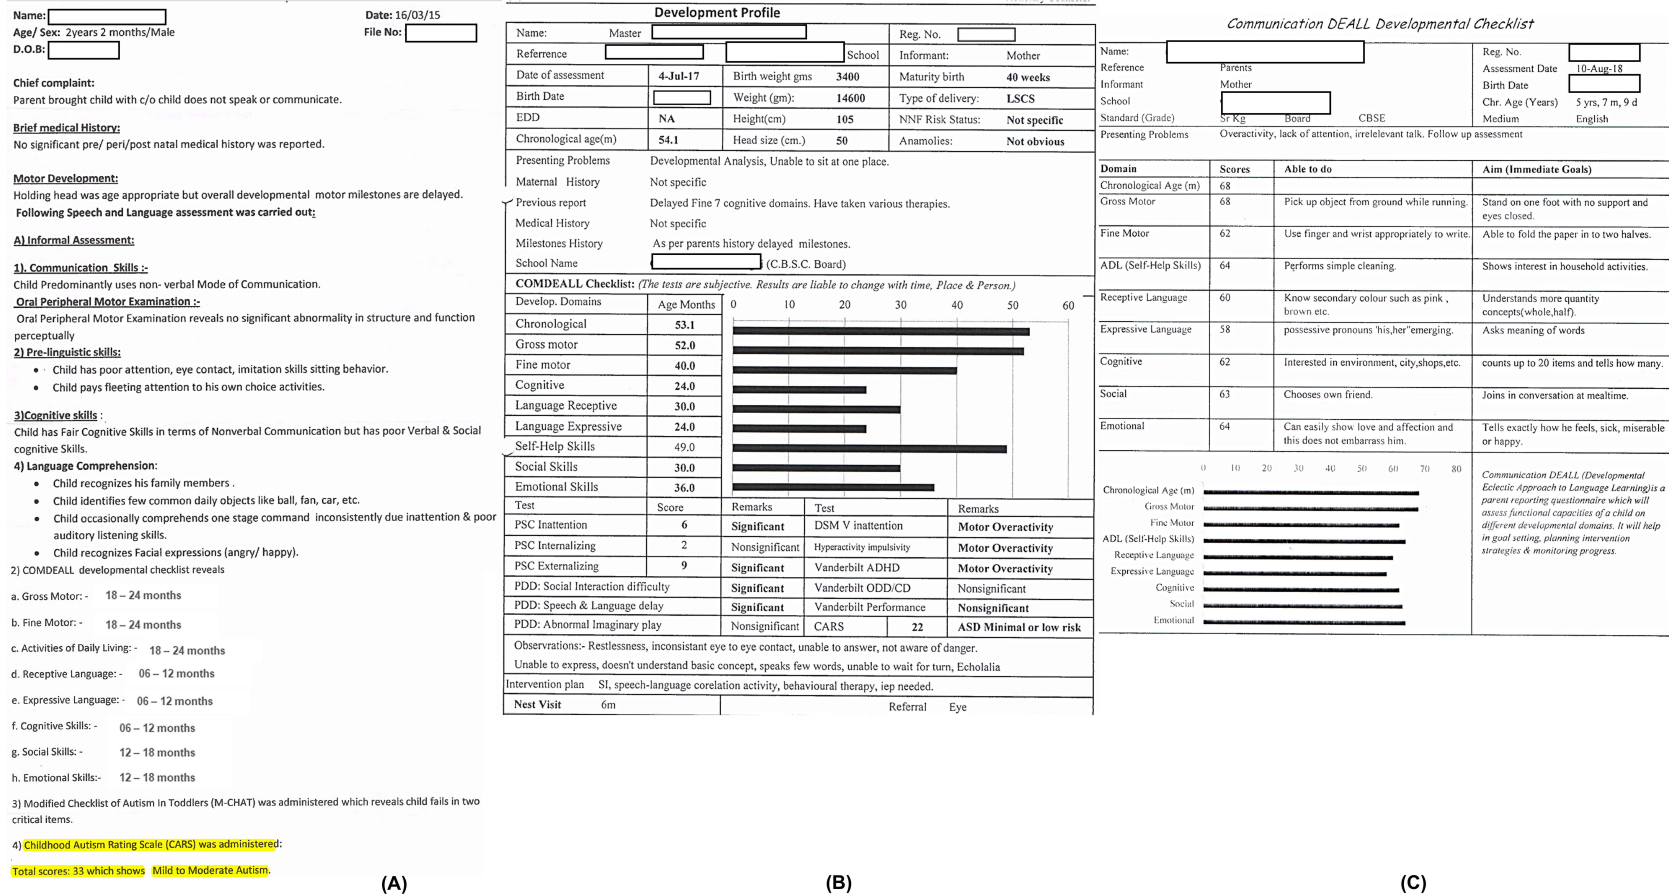 Name:
Date: 16/03/15
Age/ Sex: 2years 2 months/Male
File No:
D.O.B:
Chief complaint:
Parent brought child with c/o child does not speak or communicate.
Brief medical History:
No significant pre/ peri/post natal medical history was reported.
Motor Development:
Holding head was age appropriate but overall developmental motor milestones are delayed.
Following Speech and Language assessment was carried out:
A) Informal Assessment:
1). Communication Skills :-
Child Predominantly uses non- verbal Mode of Communication.
Oral Peripheral Motor Examination :-
Oral Peripheral Motor Examination reveals no significant abnormality in structure and function
perceptually
2) Pre-linguistic skills:
• Child has poor attention, eye contact, imitation skills sitting behavior.
• Child pays fleeting attention to his own choice activities.
3)Cognitive skills :
Child has Fair Cognitive Skills in terms of Nonverbal Communication but has poor Verbal & Social
cognitive Skills.
4) Language Comprehension:
• Child recognizes his family members .
• Child identifies few common daily objects like ball, fan, car, etc.
• Child occasionally comprehends one stage command inconsistently due inattention & poor
auditory listening skills.
• Child recognizes Facial expressions (angry/ happy).
2) COMDEALL developmental checklist reveals
a. Gross Motor: - 18 – 24 months
b. Fine Motor: - 18 – 24 months
c. Activities of Daily Living: - 18 – 24 months
d. Receptive Language: - 06 – 12 months
e. Expressive Language: - 06 – 12 months
f. Cognitive Skills: - 06 – 12 months
g. Social Skills: - 12 – 18 months
h. Emotional Skills:- 12 – 18 months
3) Modified Checklist of Autism In Toddlers (M-CHAT) was administered which reveals child fails in two
critical items.
4) Childhood Autism Rating Scale (CARS) was administered:
Total scores: 33 which shows Mild to Moderate Autism.
(A)
Development Profile
Name: Master Reg. No.
Referrence School Informant: Mother
Date of assessment 4-Jul-17 Birth weight gms 3400 Maturity birth 40 weeks
Birth Date Weight (gm): 14600 Type of delivery: LSCS
EDD NA Height(cm) 105 NNF Risk Status: Not specific
Chronological age(m) 54.1 Head size (cm.) 50 Anamolies: Not obvious
Presenting Problems Developmental Analysis, Unable to sit at one place.
Maternal History Not specific
Previous report Delayed Fine 7 cognitive domains. Have taken various therapies.
Medical History Not specific
Milestones History As per parents history delayed milestones.
School Name (C.B.S.C. Board)
COMDEALL Checklist: (The tests are subjective. Results are liable to change with time, Place & Person.)
Develop. Domains Age Months 0 10 20 30 40 50 60
Chronological 53.1
Gross motor 52.0
Fine motor 40.0
Cognitive 24.0
Language Receptive 30.0
Language Expressive 24.0
Self-Help Skills 49.0
Social Skills 30.0
Emotional Skills 36.0
Test Score Remarks Test Remarks
PSC Inattention 6 Significant DSM V inattention Motor Overactivity
PSC Internalizing 2 Nonsignificant Hyperactivity impulsivity Motor Overactivity
PSC Externalizing 9 Significant Vanderbilt ADHD Motor Overactivity
PDD: Social Interaction difficulty Significant Vanderbilt ODD/CD Nonsignificant
PDD: Speech & Language delay Significant Vanderbilt Performance Nonsignificant
PDD: Abnormal Imaginary play Nonsignificant CARS 22 ASD Minimal or low risk
Obsrevations:- Restlessness, inconsistant eye to eye contact, unable to answer, not aware of danger.
Unable to express, doesn't understand basic concept, speaks few words, unable to wait for turn, Echolalia
Intervention plan SI, speech-language corelation activity, behavioural therapy, iep needed.
Nest Visit 6m Referral Eye
(B)
Communication DEALL Developmental Checklist
Name: Reg. No.
Reference Parents Assessment Date 10-Aug-18
Informant Mother Birth Date
School Chr. Age (Years) 5 yrs, 7 m, 9 d
Standard (Grade) Sr Kg Board CBSE Medium English
Presenting Problems Overactivity, lack of attention, irrelelevant talk. Follow up assessment
Domain Scores Able to do Aim (Immediate Goals)
Chronological Age (m) 68
Gross Motor 68 Pick up object from ground while running. Stand on one foot with no support and
eyes closed.
Fine Motor 62 Use finger and wrist appropriately to write. Able to fold the paper in to two halves.
ADL (Self-Help Skills) 64 Performs simple cleaning. Shows interest in household activities.
Receptive Language 60 Know secondary colour such as pink , Understands more quantity
brown etc. concepts(whole,half).
Expressive Language 58 possessive pronouns 'his,her"emerging. Asks meaning of words
Cognitive 62 Interested in environment, city,shops,etc. counts up to 20 items and tells how many.
Social 63 Chooses own friend. Joins in conversation at mealtime.
Emotional 64 Can easily show love and affection and Tells exactly how he feels, sick, miserable
this does not embarrass him. or happy.
0 10 20 30 40 50 60 70 80
Chronological Age (m)
Gross Motor
Fine Motor
ADL (Self-Help Skills)
Receptive Language
Expressive Language
Cognitive
Social
Emotional
Communication DEALL (Developmental
Eclectic Approach to Language Learning)is a
parent reporting questionnaire which will
assess functional capacities of a child on
different developmental domains. It will help
in goal setting, planning intervention
strategies & monitoring progress.
(C)